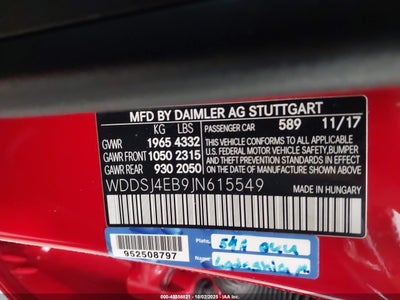 MFD BY DAIMLER AG STUTTGART
KG LBS PASSENGER CAR 589 11/17
GVWR 1965 4332 THIS VEHICLE CONFORMS TO ALL APPLICABLE
GAWR FRONT 1050 2315 FEDERAL MOTOR VEHICLE SAFETY, BUMPER,
GAWR REAR 930 2050 AND THEFT PREVENTION STANDARDS IN EFFECT
ON THE DATE OF MANUFACTURE SHOWN ABOVE.
WDDSJ4EB9JN615549
MADE IN HUNGARY
952508797